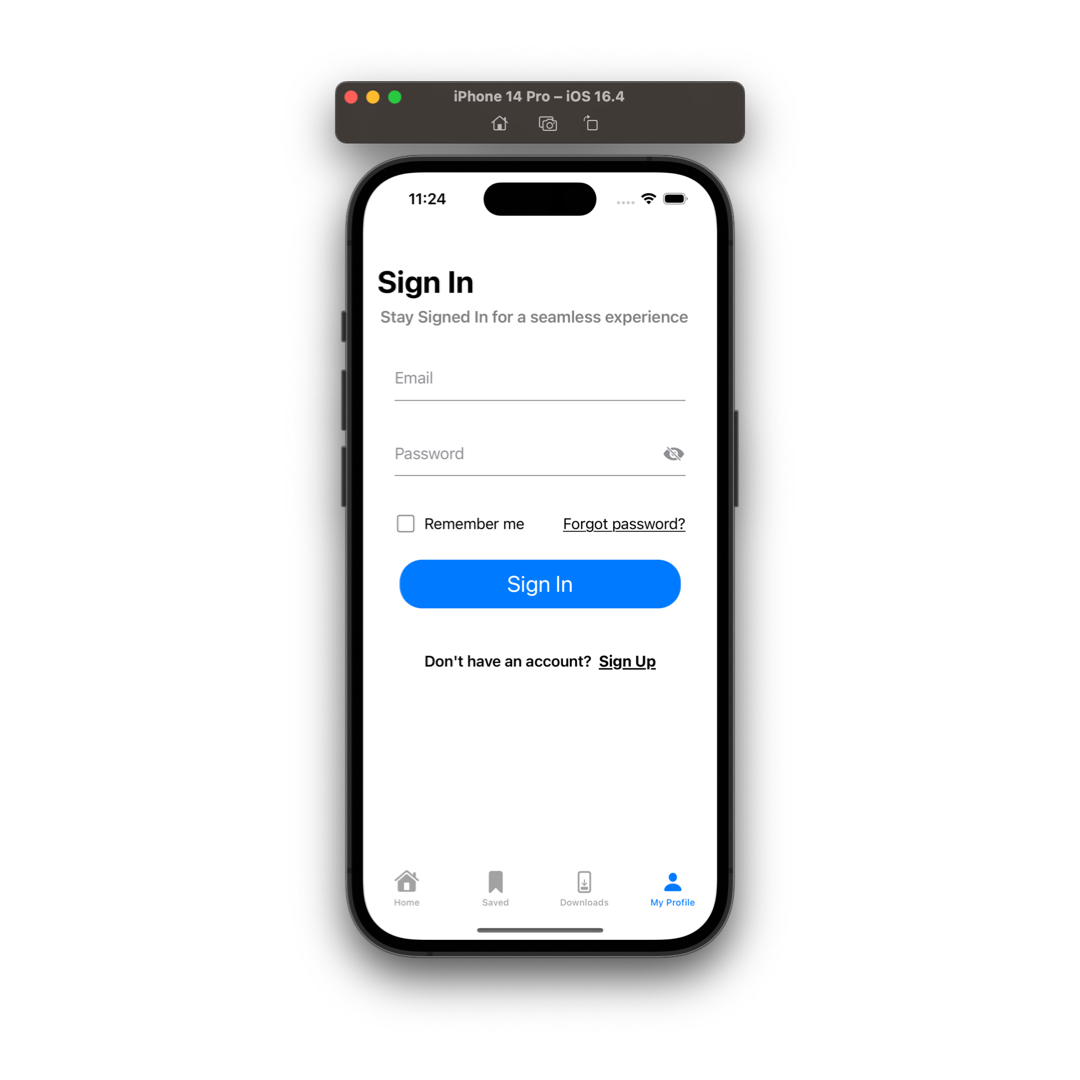 iPhone 14 Pro – iOS 16.4
11:24
Sign In
Stay Signed In for a seamless experience
Email
Password
Remember me Forgot password?
Sign In
Don't have an account? Sign Up
Home Saved Downloads My Profile